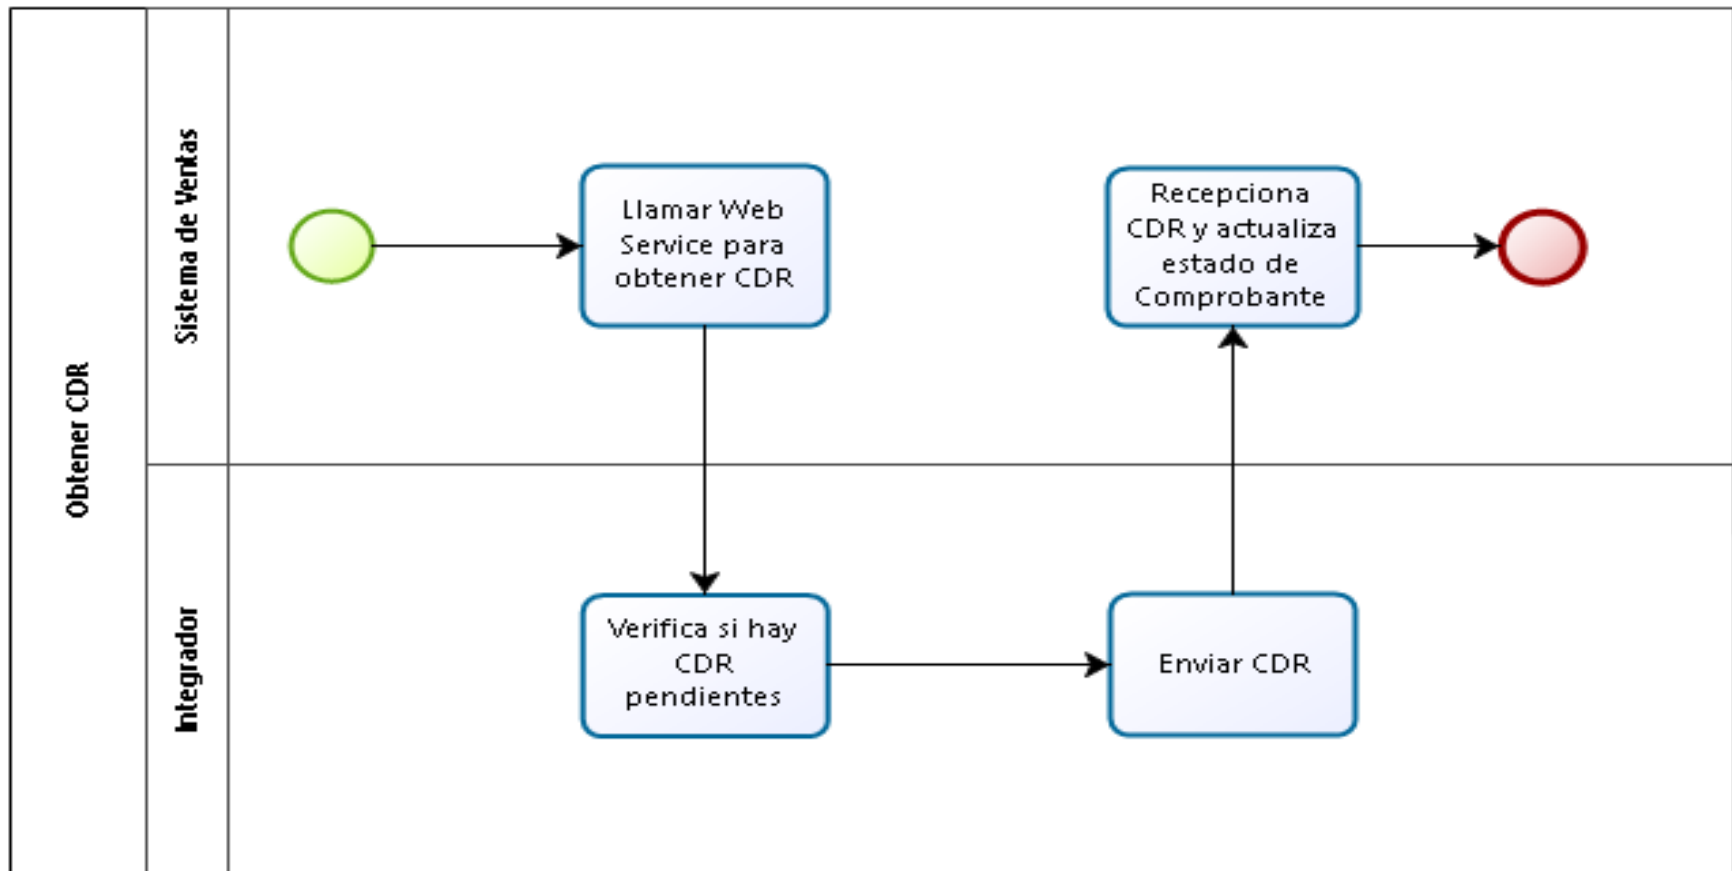 Obtener CDR
Sistema de Ventas
Llamar Web
Service para
obtener CDR
Recepciona
CDR y actualiza
estado de
Comprobante
Integrador
Verifica si hay
CDR
pendientes
Enviar CDR